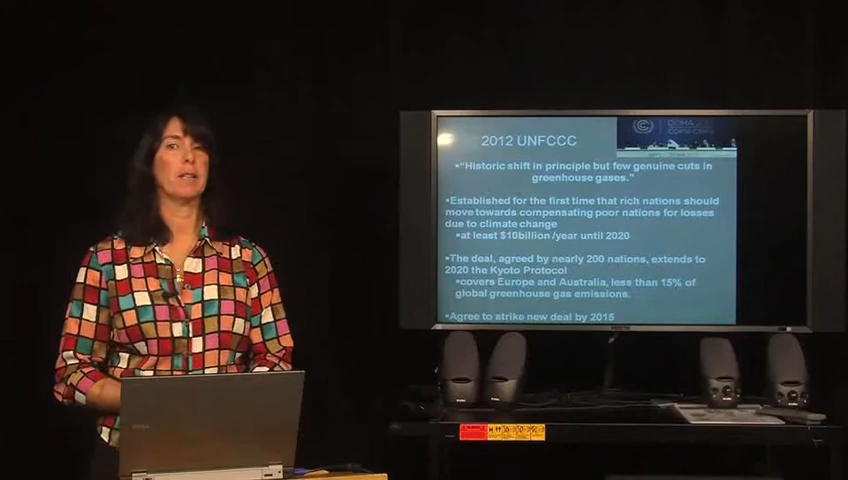 2012 UNFCCC
DOHA 2012
▪"Historic shift in principle but few genuine cuts in
greenhouse gases."
▪Established for the first time that rich nations should
move towards compensating poor nations for losses
due to climate change
▪at least $10billion /year until 2020
▪The deal, agreed by nearly 200 nations, extends to
2020 the Kyoto Protocol
▪covers Europe and Australia, less than 15% of
global greenhouse gas emissions.
▪Agree to strike new deal by 2015